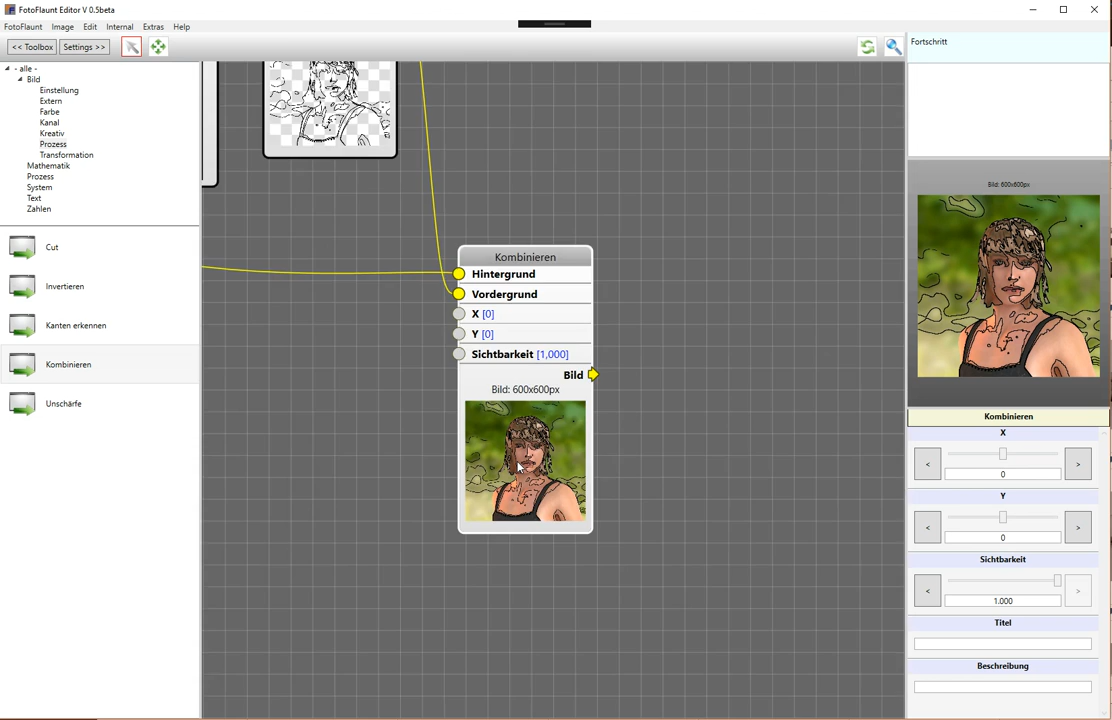 FotoFlaunt Editor V 0.5beta
FotoFlaunt Image Edit Internal Extras Help
<< Toolbox Settings >>
- alle -
Bild
Einstellung
Extern
Farbe
Kanal
Kreativ
Prozess
Transformation
Mathematik
Prozess
System
Text
Zahlen
Cut
Invertieren
Kanten erkennen
Kombinieren
Unschärfe
Kombinieren
Hintergrund
Vordergrund
X [0]
Y [0]
Sichtbarkeit [1,000]
Bild
Bild: 600x600px
Fortschritt
Bild: 600x600px
Kombinieren
X
< >
0
Y
< >
0
Sichtbarkeit
< >
1.000
Titel
Beschreibung